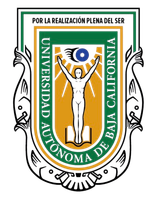 POR LA REALIZACIÓN PLENA DEL SER
UNIVERSIDAD AUTÓNOMA DE BAJA CALIFORNIA